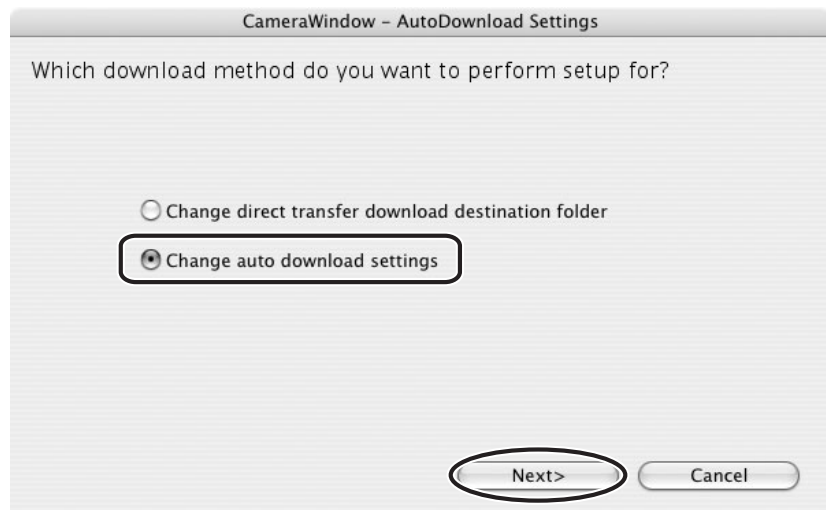 CameraWindow – AutoDownload Settings
Which download method do you want to perform setup for?
Change direct transfer download destination folder
Change auto download settings
Next>
Cancel